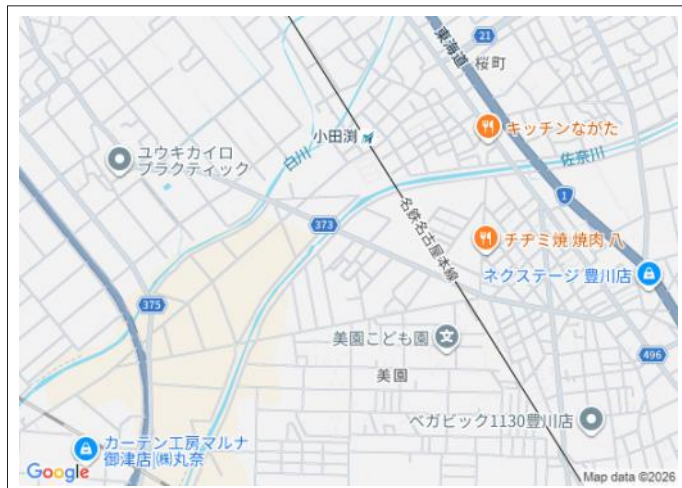 21
東海道
桜町
キッチンながた
小田渕
白川
佐奈川
ユウキカイロ
プラクティック
1
名鉄名古屋本線
373
チヂミ焼 焼肉 八
ネクステージ 豊川店
375
美園こども園
文
496
美園
ベガビック1130豊川店
カーテン工房マルナ
御津店 ㈱丸奈
Google
Map data ©2026